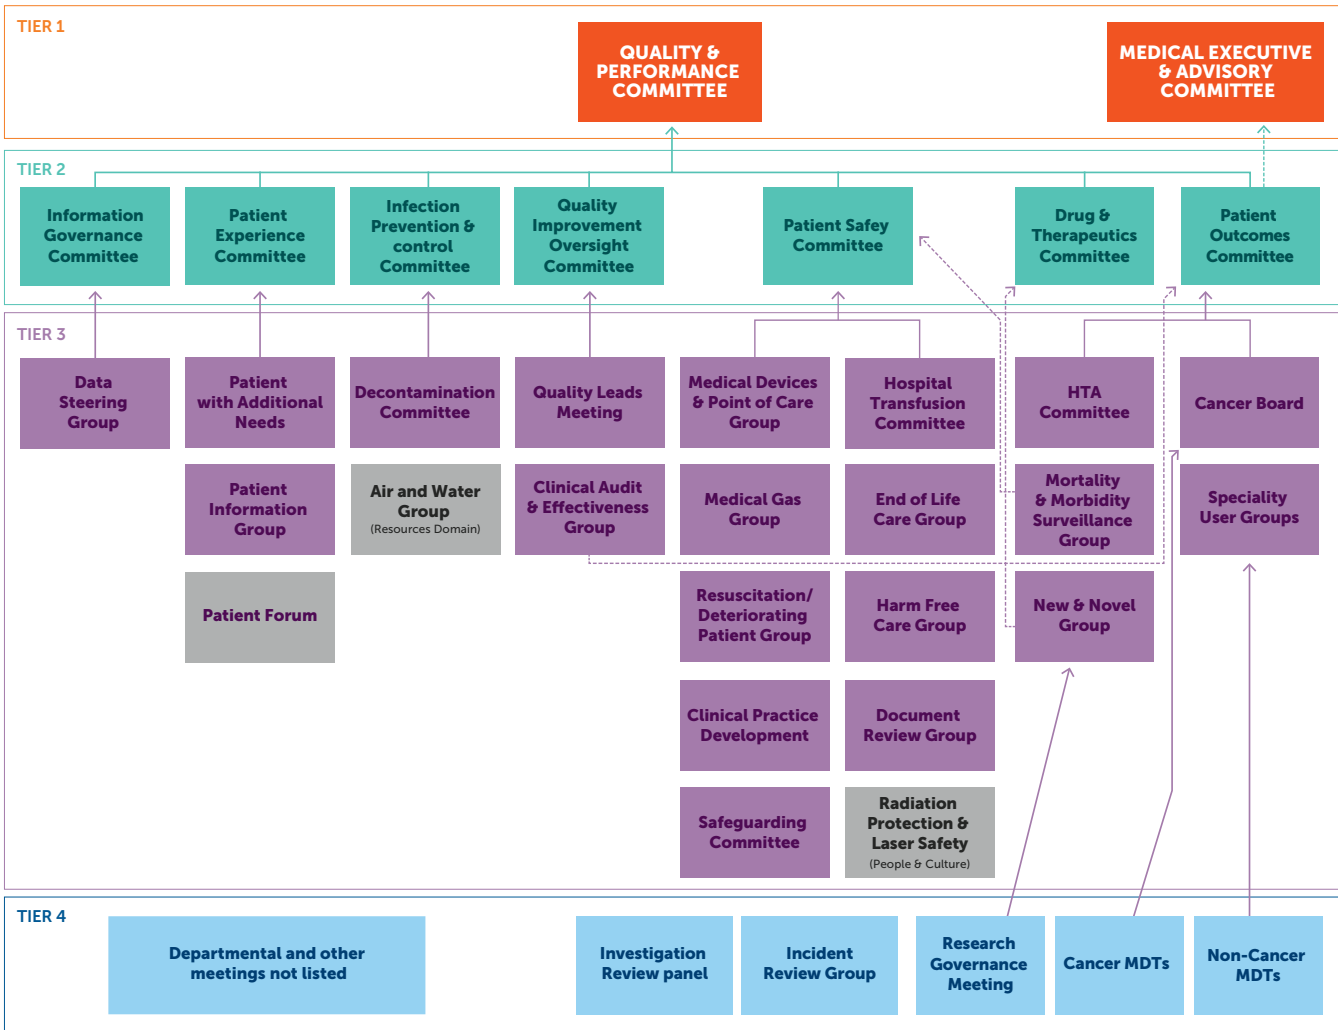 TIER 1
QUALITY &
PERFORMANCE
COMMITTEE
MEDICAL EXECUTIVE
& ADVISORY
COMMITTEE
TIER 2
Information
Governance
Committee
Patient
Experience
Committee
Infection
Prevention &
control
Committee
Quality
Improvement
Oversight
Committee
Patient Safey
Committee
Drug &
Therapeutics
Committee
Patient
Outcomes
Committee
TIER 3
Data
Steering
Group
Patient
with Additional
Needs
Decontamination
Committee
Quality Leads
Meeting
Medical Devices
& Point of Care
Group
Hospital
Transfusion
Committee
HTA
Committee
Cancer Board
Patient
Information
Group
Air and Water
Group
(Resources Domain)
Clinical Audit
& Effectiveness
Group
Medical Gas
Group
End of Life
Care Group
Mortality
& Morbidity
Surveillance
Group
Speciality
User Groups
Patient Forum
Resuscitation/
Deteriorating
Patient Group
Harm Free
Care Group
New & Novel
Group
Clinical Practice
Development
Document
Review Group
Safeguarding
Committee
Radiation
Protection &
Laser Safety
(People & Culture)
TIER 4
Departmental and other
meetings not listed
Investigation
Review panel
Incident
Review Group
Research
Governance
Meeting
Cancer MDTs
Non-Cancer
MDTs